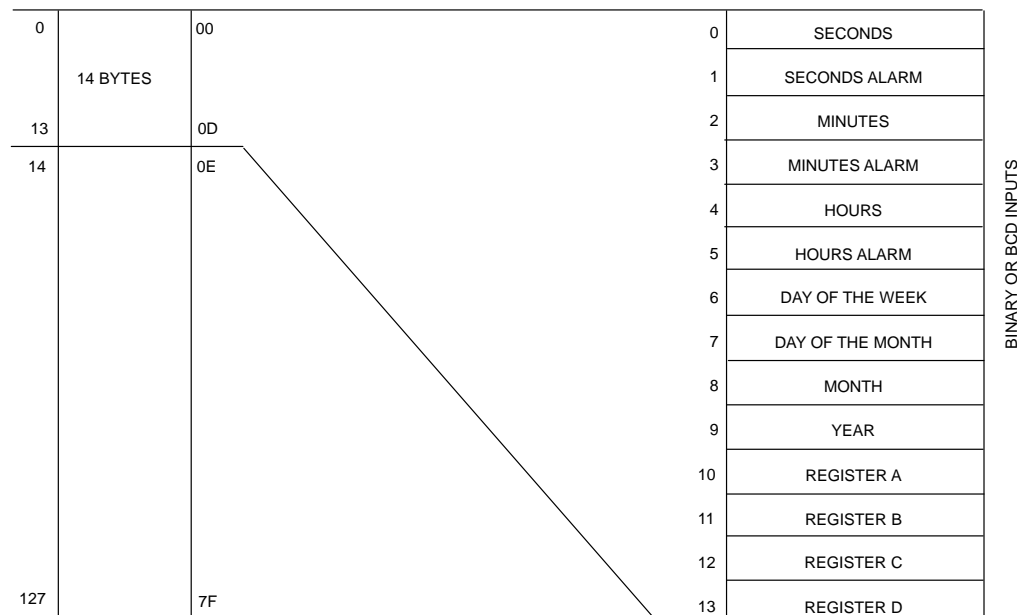 0 00
14 BYTES
13 0D
14 0E
127 7F
0 SECONDS
1 SECONDS ALARM
2 MINUTES
3 MINUTES ALARM
4 HOURS
5 HOURS ALARM
6 DAY OF THE WEEK
7 DAY OF THE MONTH
8 MONTH
9 YEAR
10 REGISTER A
11 REGISTER B
12 REGISTER C
13 REGISTER D
BINARY OR BCD INPUTS